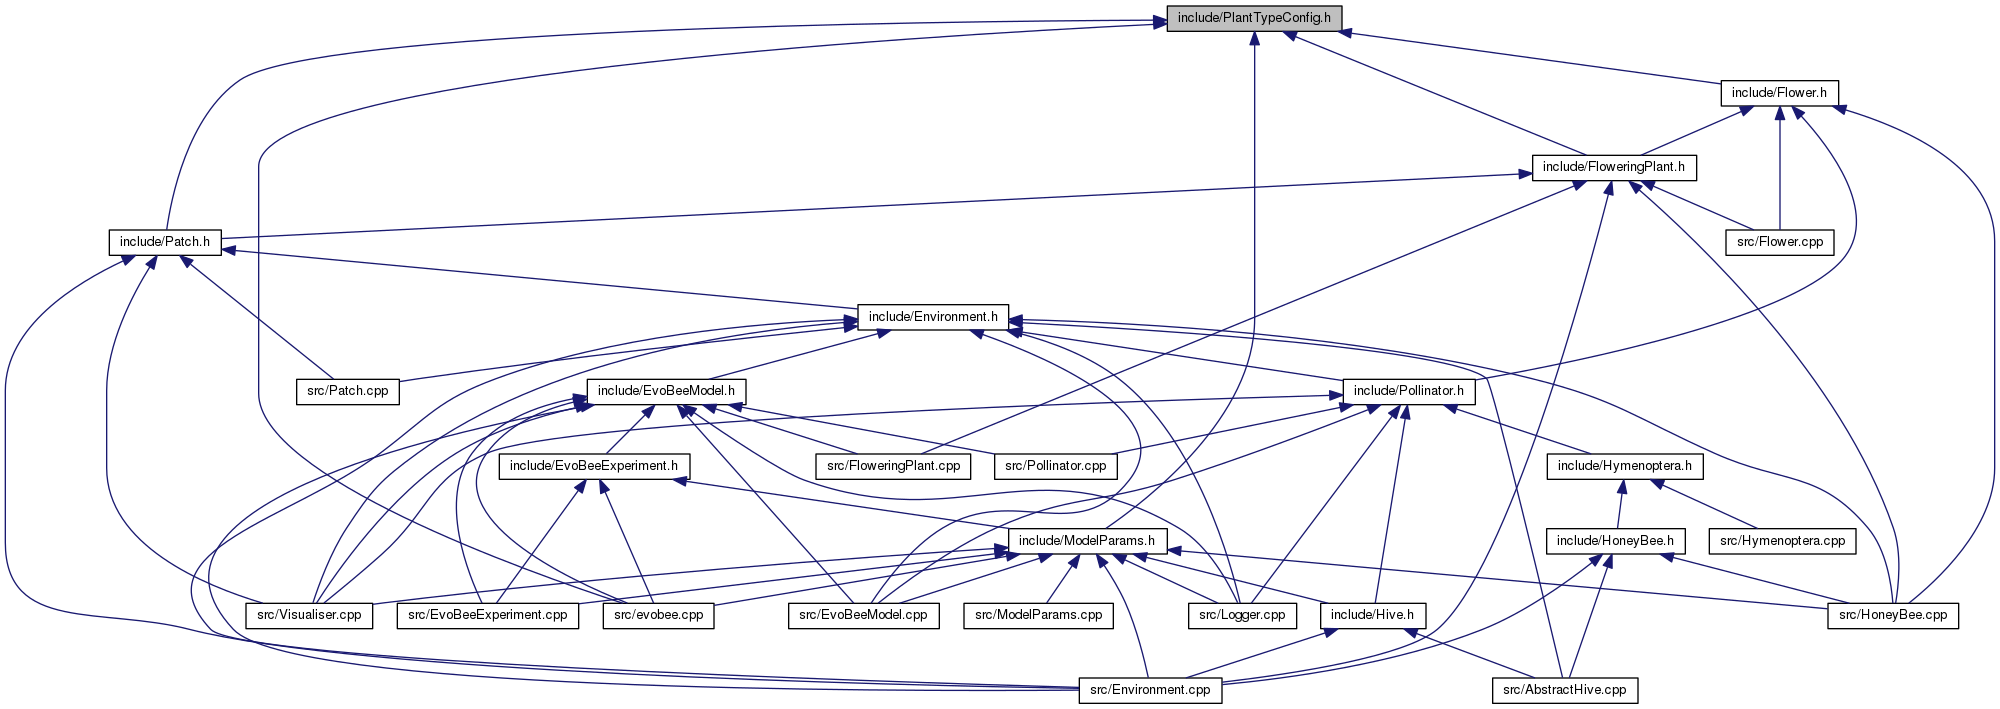 include/PlantTypeConfig.h
include/Flower.h
include/FloweringPlant.h
include/Patch.h
src/Flower.cpp
include/Environment.h
src/Patch.cpp
include/EvoBeeModel.h
include/Pollinator.h
include/EvoBeeExperiment.h
src/FloweringPlant.cpp
src/Pollinator.cpp
include/Hymenoptera.h
include/ModelParams.h
include/HoneyBee.h
src/Hymenoptera.cpp
src/Visualiser.cpp
src/EvoBeeExperiment.cpp
src/evobee.cpp
src/EvoBeeModel.cpp
src/ModelParams.cpp
src/Logger.cpp
include/Hive.h
src/HoneyBee.cpp
src/Environment.cpp
src/AbstractHive.cpp